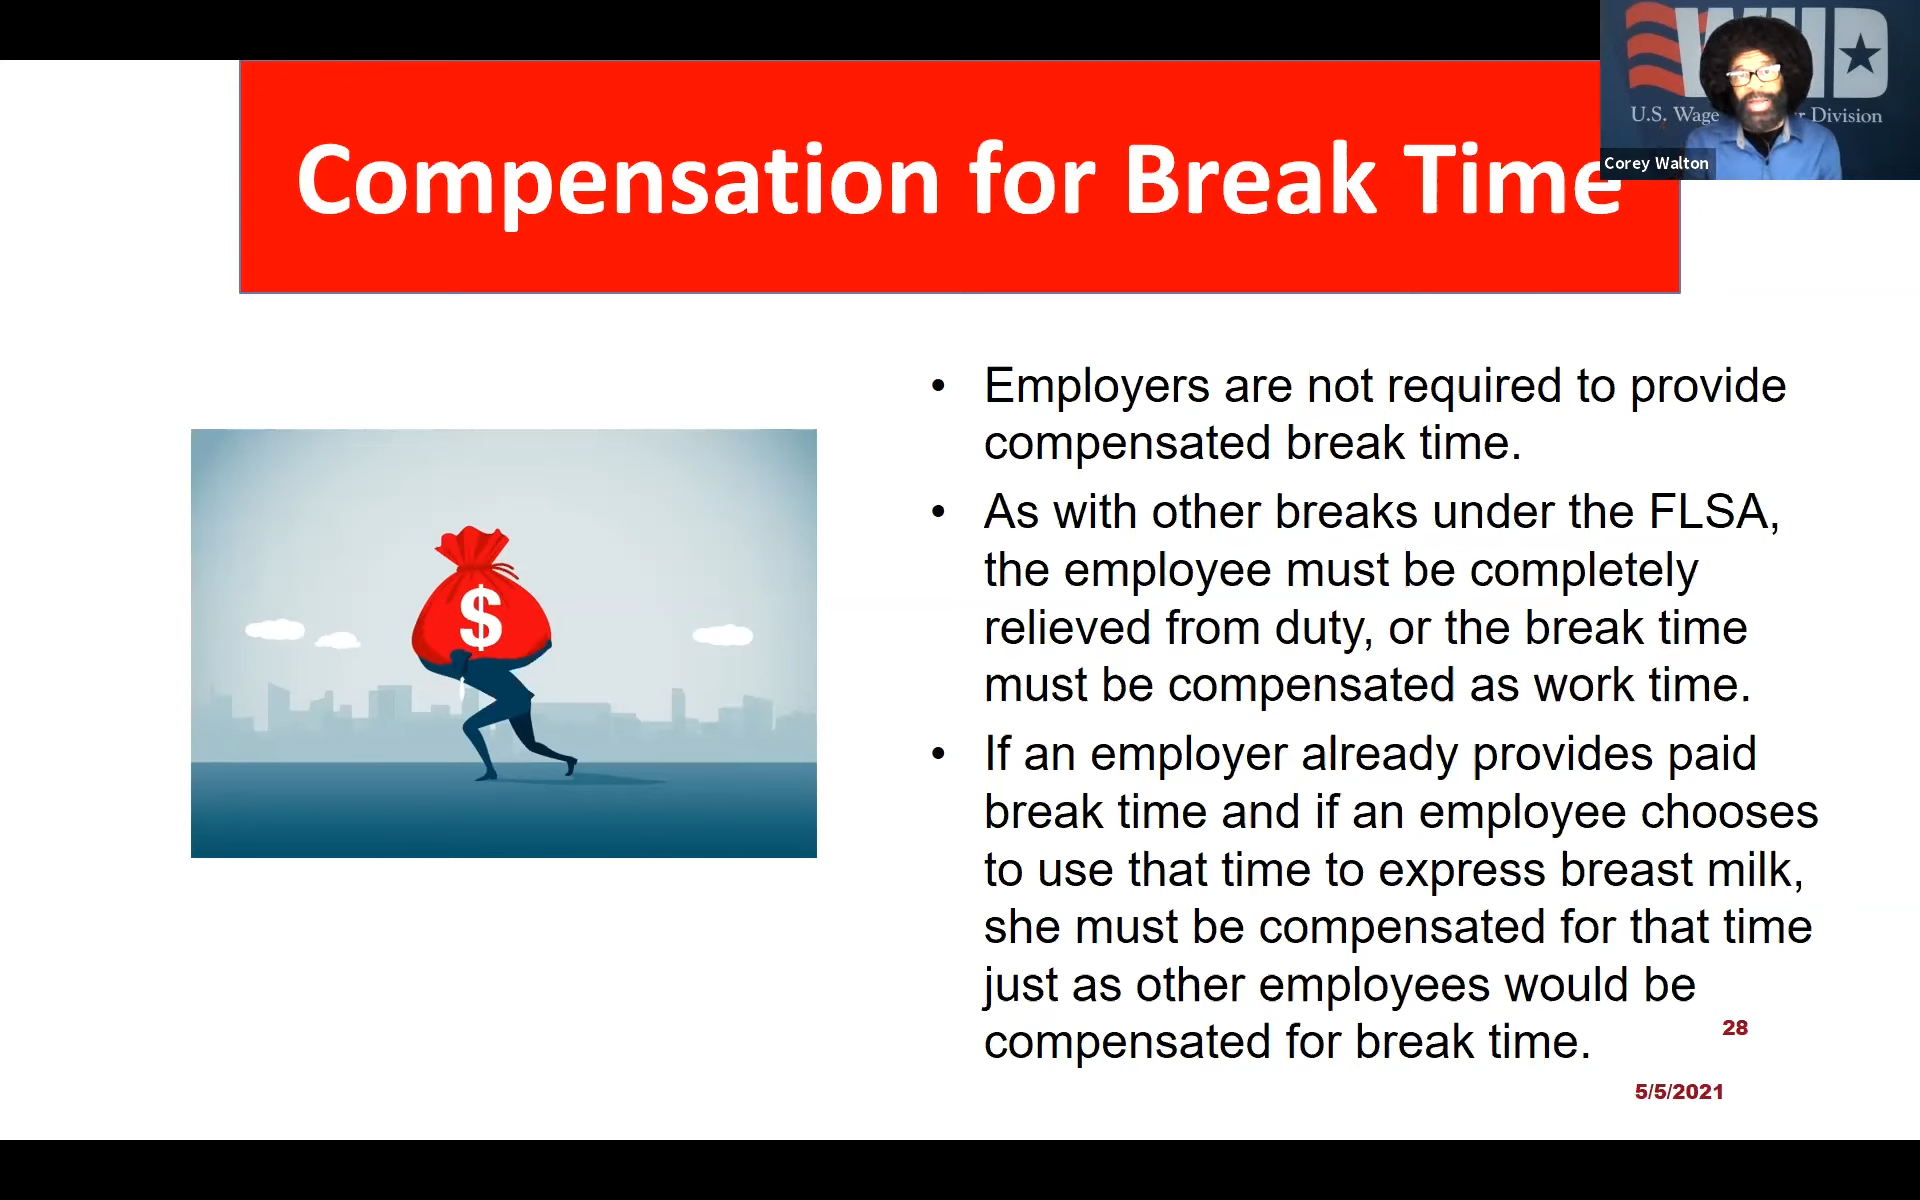 WHD
U.S. Wage
r Division
Corey Walton
Compensation for Break Time
$
• Employers are not required to provide
compensated break time.
• As with other breaks under the FLSA,
the employee must be completely
relieved from duty, or the break time
must be compensated as work time.
• If an employer already provides paid
break time and if an employee chooses
to use that time to express breast milk,
she must be compensated for that time
just as other employees would be
compensated for break time.
28
5/5/2021